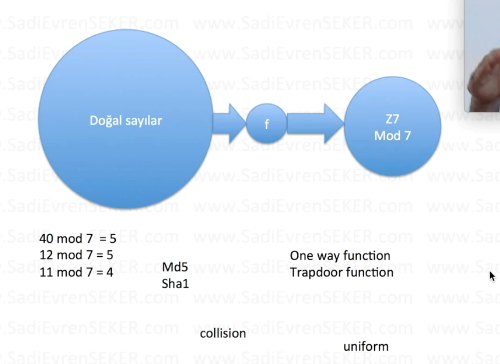 Doğal sayılar
f
Z7
Mod 7
40 mod 7 = 5
12 mod 7 = 5
11 mod 7 = 4
Md5
Sha1
One way function
Trapdoor function
collision
uniform
www.SadiEvrenSEKER.com